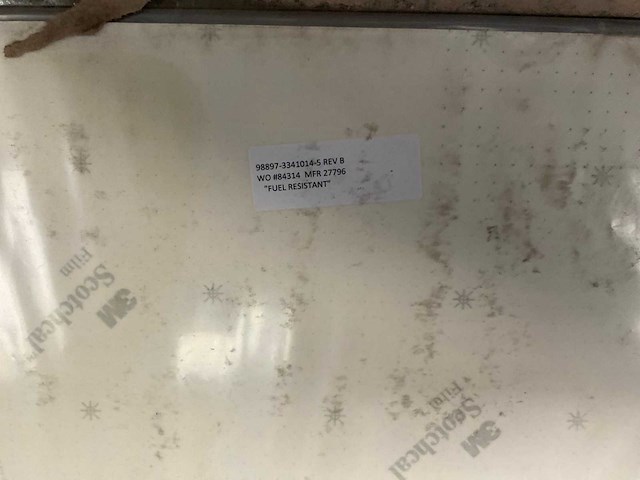 98897-3341014-5 REV B
WO #84314 MFR 27796
"FUEL RESISTANT"
3M
Scotchcal
Film
3M
Scotchcal
Film